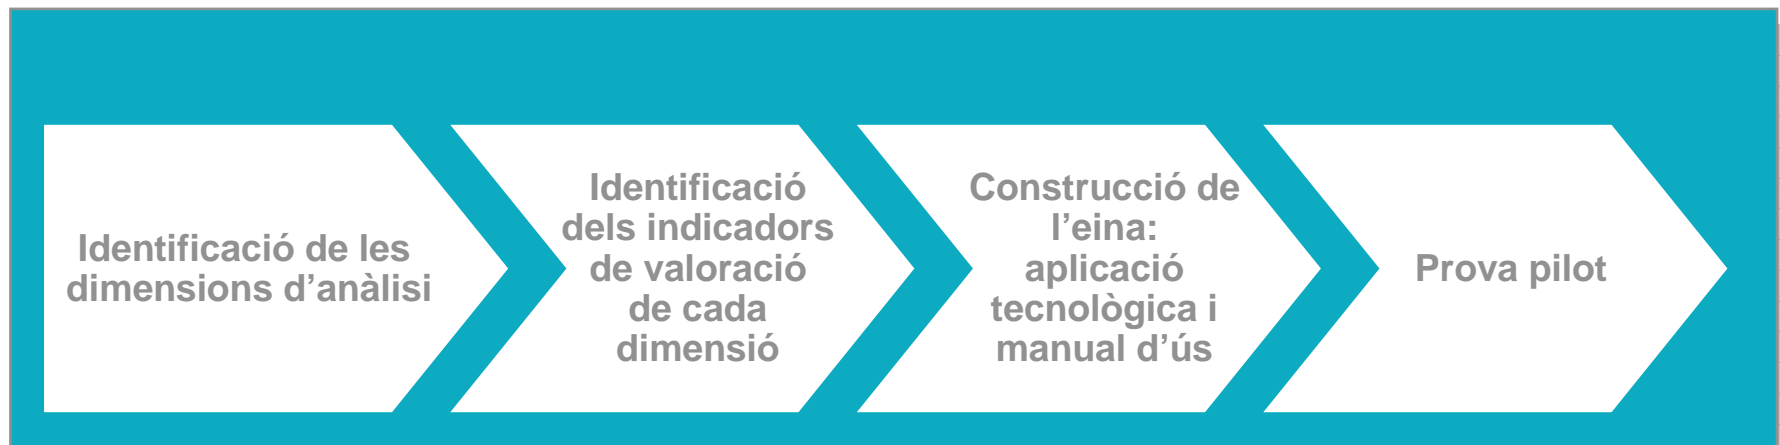 Identificació de les
dimensions d’anàlisi
Identificació
dels indicadors
de valoració
de cada
dimensió
Construcció de
l’eina:
aplicació
tecnològica i
manual d’ús
Prova pilot